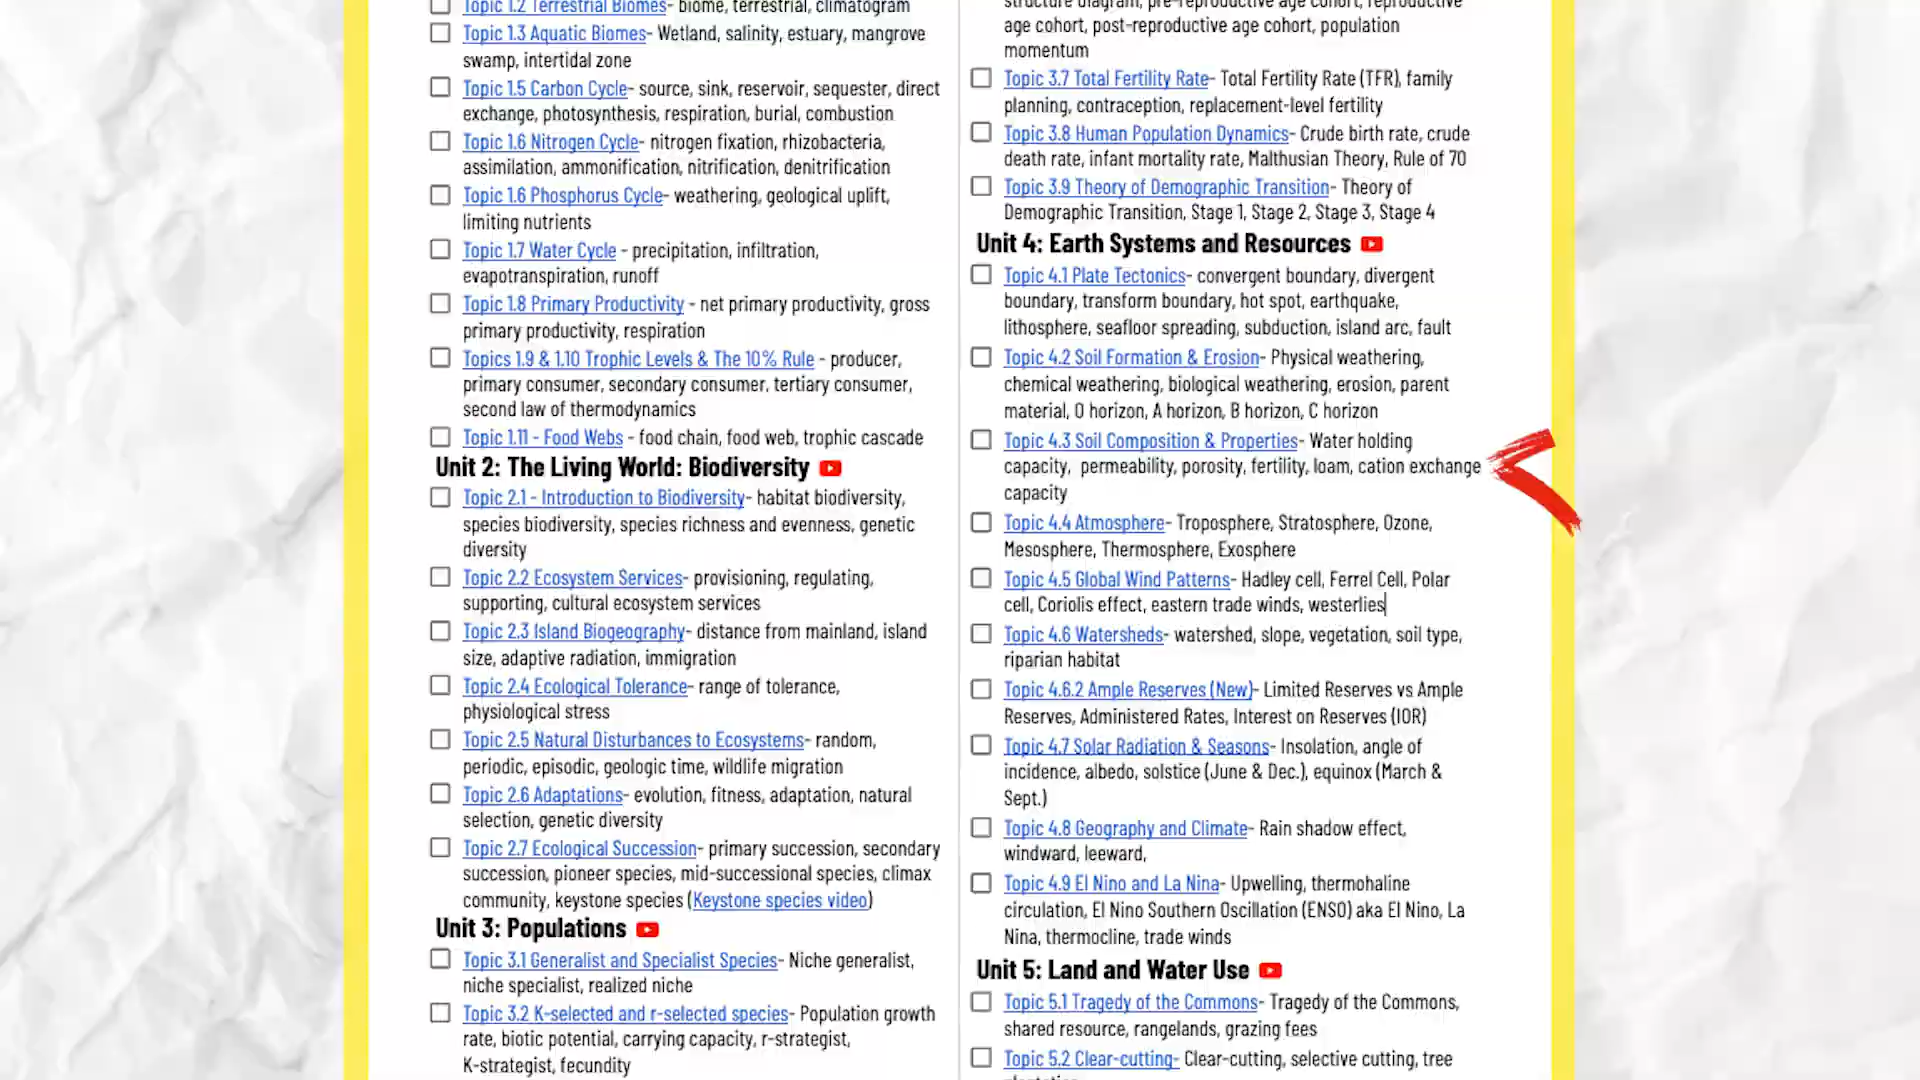 Topic 1.2 Terrestrial Biomes- biome, terrestrial, climatogram
Topic 1.3 Aquatic Biomes- Wetland, salinity, estuary, mangrove
swamp, intertidal zone
Topic 1.5 Carbon Cycle- source, sink, reservoir, sequester, direct
exchange, photosynthesis, respiration, burial, combustion
Topic 1.6 Nitrogen Cycle- nitrogen fixation, rhizobacteria,
assimilation, ammonification, nitrification, denitrification
Topic 1.6 Phosphorus Cycle- weathering, geological uplift,
limiting nutrients
Topic 1.7 Water Cycle - precipitation, infiltration,
evapotranspiration, runoff
Topic 1.8 Primary Productivity - net primary productivity, gross
primary productivity, respiration
Topics 1.9 & 1.10 Trophic Levels & The 10% Rule - producer,
primary consumer, secondary consumer, tertiary consumer,
second law of thermodynamics
Topic 1.11 - Food Webs - food chain, food web, trophic cascade
Unit 2: The Living World: Biodiversity
Topic 2.1 - Introduction to Biodiversity- habitat biodiversity,
species biodiversity, species richness and evenness, genetic
diversity
Topic 2.2 Ecosystem Services- provisioning, regulating,
supporting, cultural ecosystem services
Topic 2.3 Island Biogeography- distance from mainland, island
size, adaptive radiation, immigration
Topic 2.4 Ecological Tolerance- range of tolerance,
physiological stress
Topic 2.5 Natural Disturbances to Ecosystems- random,
periodic, episodic, geologic time, wildlife migration
Topic 2.6 Adaptations- evolution, fitness, adaptation, natural
selection, genetic diversity
Topic 2.7 Ecological Succession- primary succession, secondary
succession, pioneer species, mid-successional species, climax
community, keystone species (Keystone species video)
Unit 3: Populations
Topic 3.1 Generalist and Specialist Species- Niche generalist,
niche specialist, realized niche
Topic 3.2 K-selected and r-selected species- Population growth
rate, biotic potential, carrying capacity, r-strategist,
K-strategist, fecundity
structure diagram, pre-reproductive age cohort, reproductive
age cohort, post-reproductive age cohort, population
momentum
Topic 3.7 Total Fertility Rate- Total Fertility Rate (TFR), family
planning, contraception, replacement-level fertility
Topic 3.8 Human Population Dynamics- Crude birth rate, crude
death rate, infant mortality rate, Malthusian Theory, Rule of 70
Topic 3.9 Theory of Demographic Transition- Theory of
Demographic Transition, Stage 1, Stage 2, Stage 3, Stage 4
Unit 4: Earth Systems and Resources
Topic 4.1 Plate Tectonics- convergent boundary, divergent
boundary, transform boundary, hot spot, earthquake,
lithosphere, seafloor spreading, subduction, island arc, fault
Topic 4.2 Soil Formation & Erosion- Physical weathering,
chemical weathering, biological weathering, erosion, parent
material, O horizon, A horizon, B horizon, C horizon
Topic 4.3 Soil Composition & Properties- Water holding
capacity, permeability, porosity, fertility, loam, cation exchange
capacity
Topic 4.4 Atmosphere- Troposphere, Stratosphere, Ozone,
Mesosphere, Thermosphere, Exosphere
Topic 4.5 Global Wind Patterns- Hadley cell, Ferrel Cell, Polar
cell, Coriolis effect, eastern trade winds, westerlies
Topic 4.6 Watersheds- watershed, slope, vegetation, soil type,
riparian habitat
Topic 4.6.2 Ample Reserves (New)- Limited Reserves vs Ample
Reserves, Administered Rates, Interest on Reserves (IOR)
Topic 4.7 Solar Radiation & Seasons- Insolation, angle of
incidence, albedo, solstice (June & Dec.), equinox (March &
Sept.)
Topic 4.8 Geography and Climate- Rain shadow effect,
windward, leeward,
Topic 4.9 El Nino and La Nina- Upwelling, thermohaline
circulation, El Nino Southern Oscillation (ENSO) aka El Nino, La
Nina, thermocline, trade winds
Unit 5: Land and Water Use
Topic 5.1 Tragedy of the Commons- Tragedy of the Commons,
shared resource, rangelands, grazing fees
Topic 5.2 Clear-cutting- Clear-cutting, selective cutting, tree